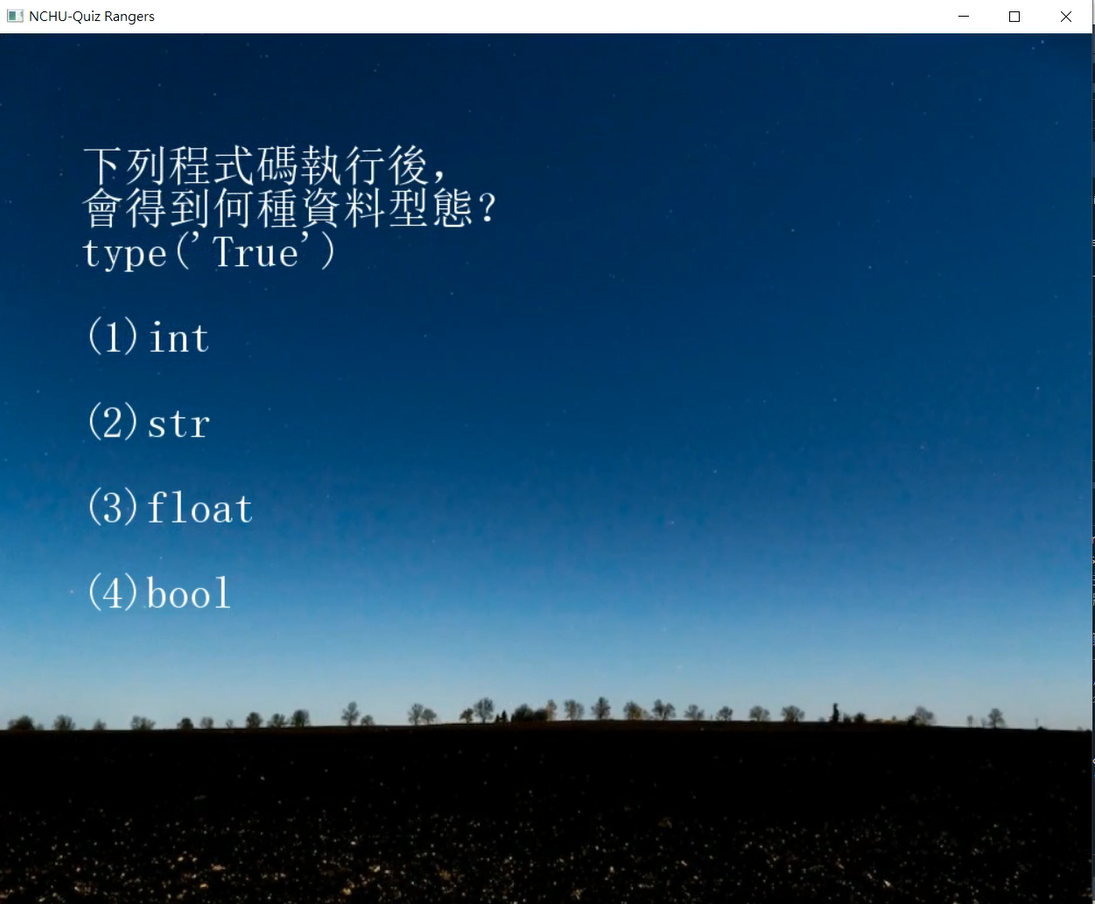 NCHU-Quiz Rangers
下列程式碼執行後，
會得到何種資料型態？
type('True')
(1)int
(2)str
(3)float
(4)bool